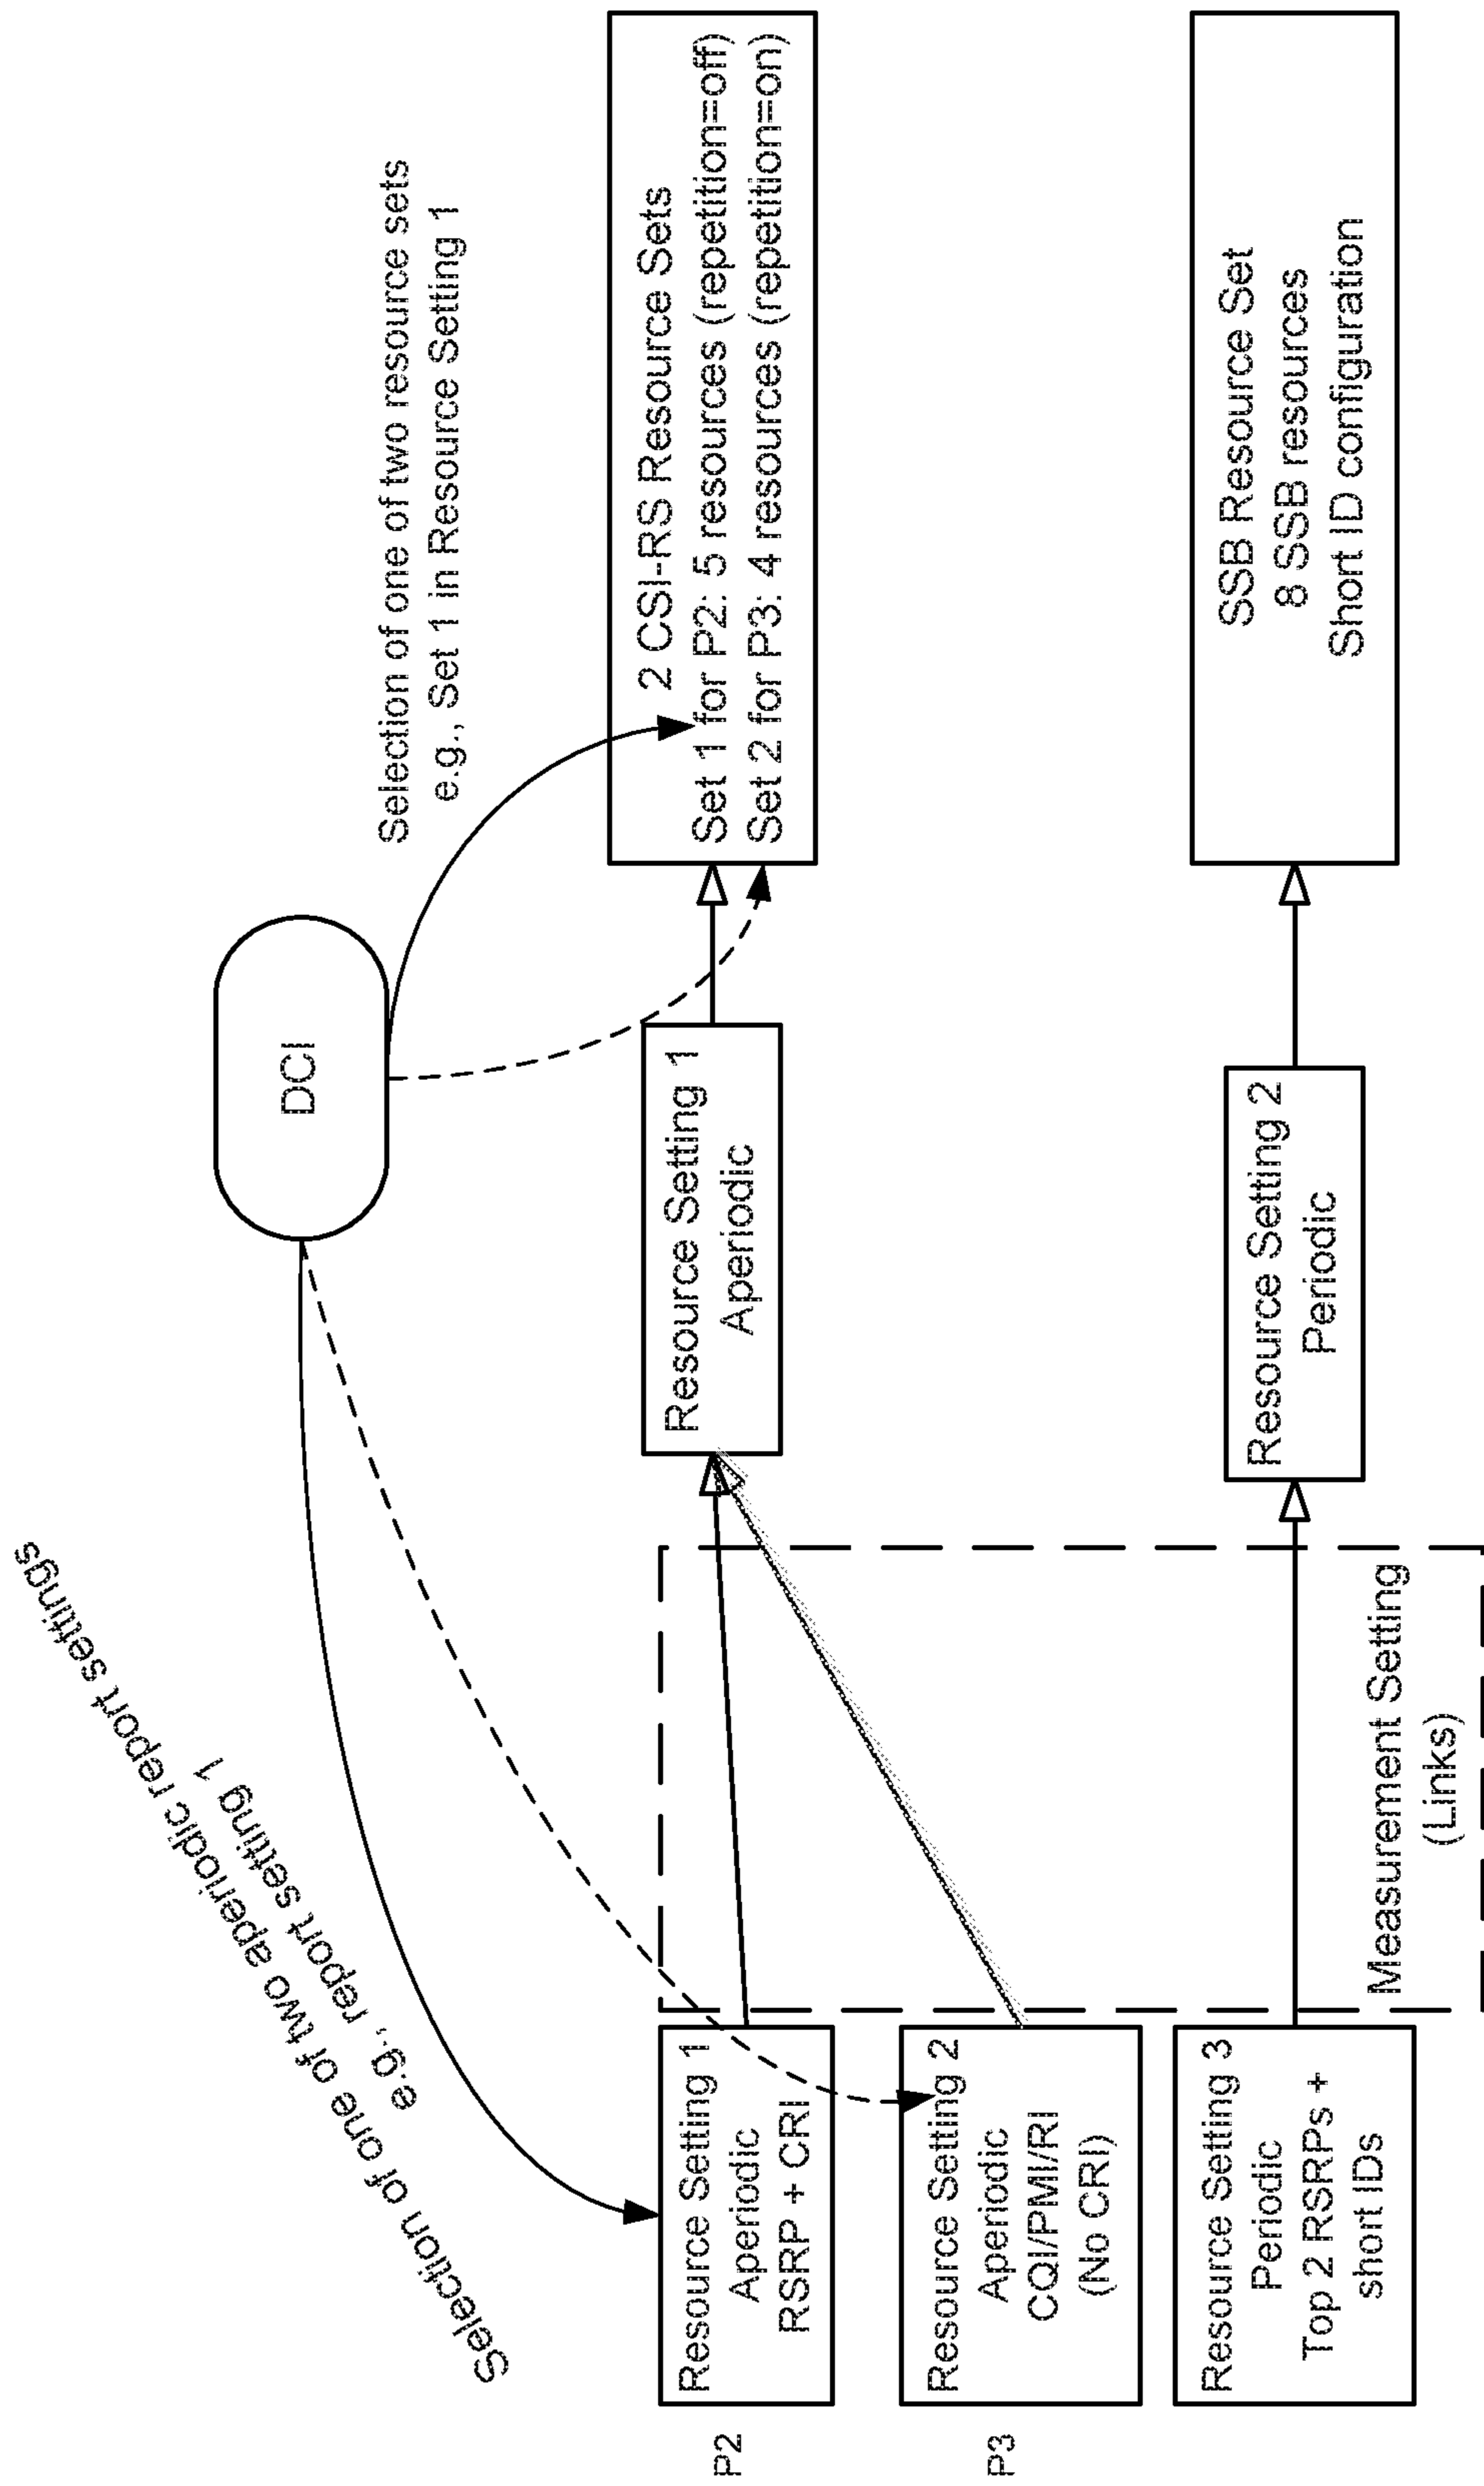 Selection of one of two aperiodic report settings
e.g., report setting 1
DCI
Selection of one of two resource sets
e.g., Set 1 in Resource Setting 1
P2
Resource Setting 1
Aperiodic
RSRP + CRI
Resource Setting 1
Aperiodic
2 CSI-RS Resource Sets
Set 1 for P2: 5 resources (repetition=off)
Set 2 for P3: 4 resources (repetition=on)
P3
Resource Setting 2
Aperiodic
CQI/PMI/RI
(No CRI)
Resource Setting 3
Periodic
Top 2 RSRPs +
short IDs
Measurement Setting
(Links)
Resource Setting 2
Periodic
SSB Resource Set
8 SSB resources
Short ID configuration